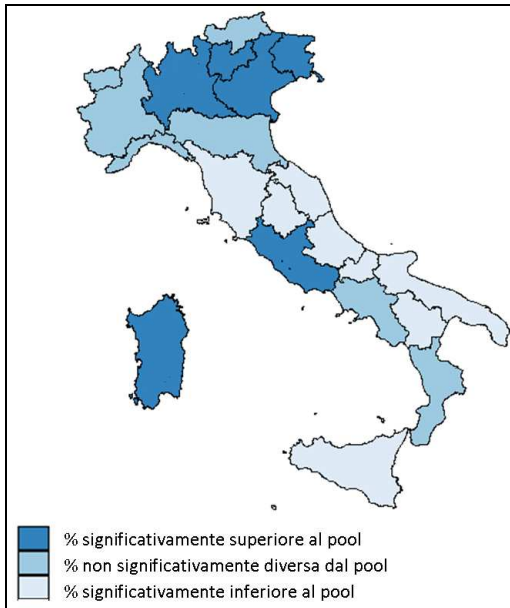 % significativamente superiore al pool
% non significativamente diversa dal pool
% significativamente inferiore al pool